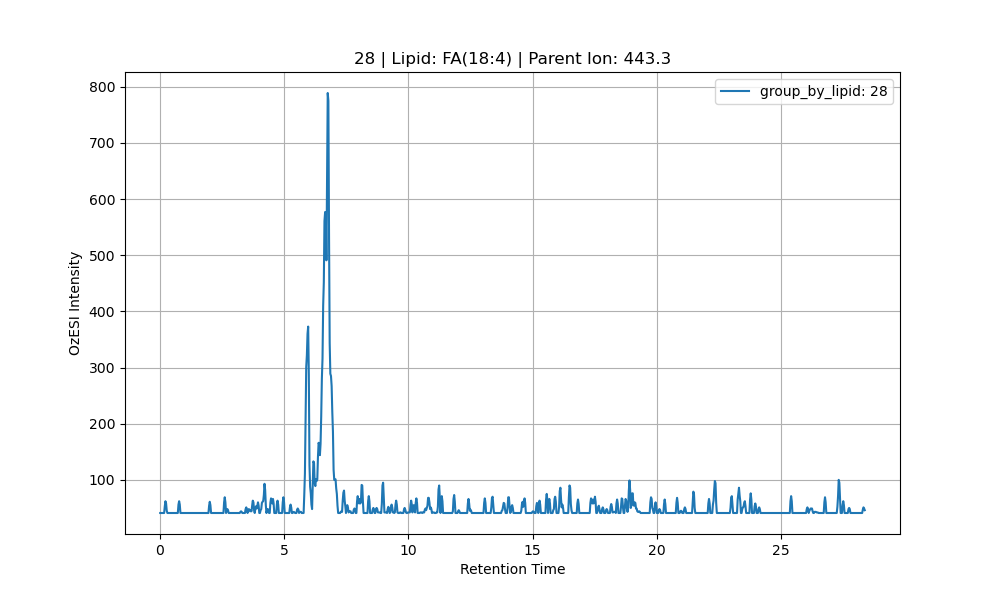 28 | Lipid: FA(18:4) | Parent Ion: 443.3
group_by_lipid: 28
800
700
600
500
400
300
200
100
OzESI Intensity
0 5 10 15 20 25
Retention Time